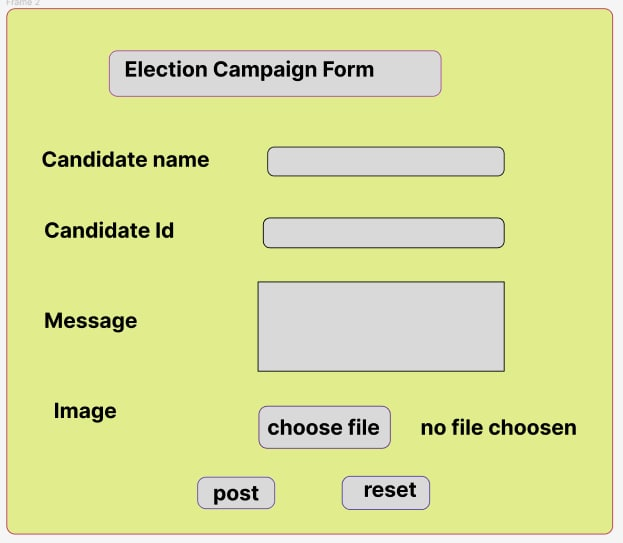 Frame 2
Election Campaign Form
Candidate name
Candidate Id
Message
Image
choose file no file choosen
post reset